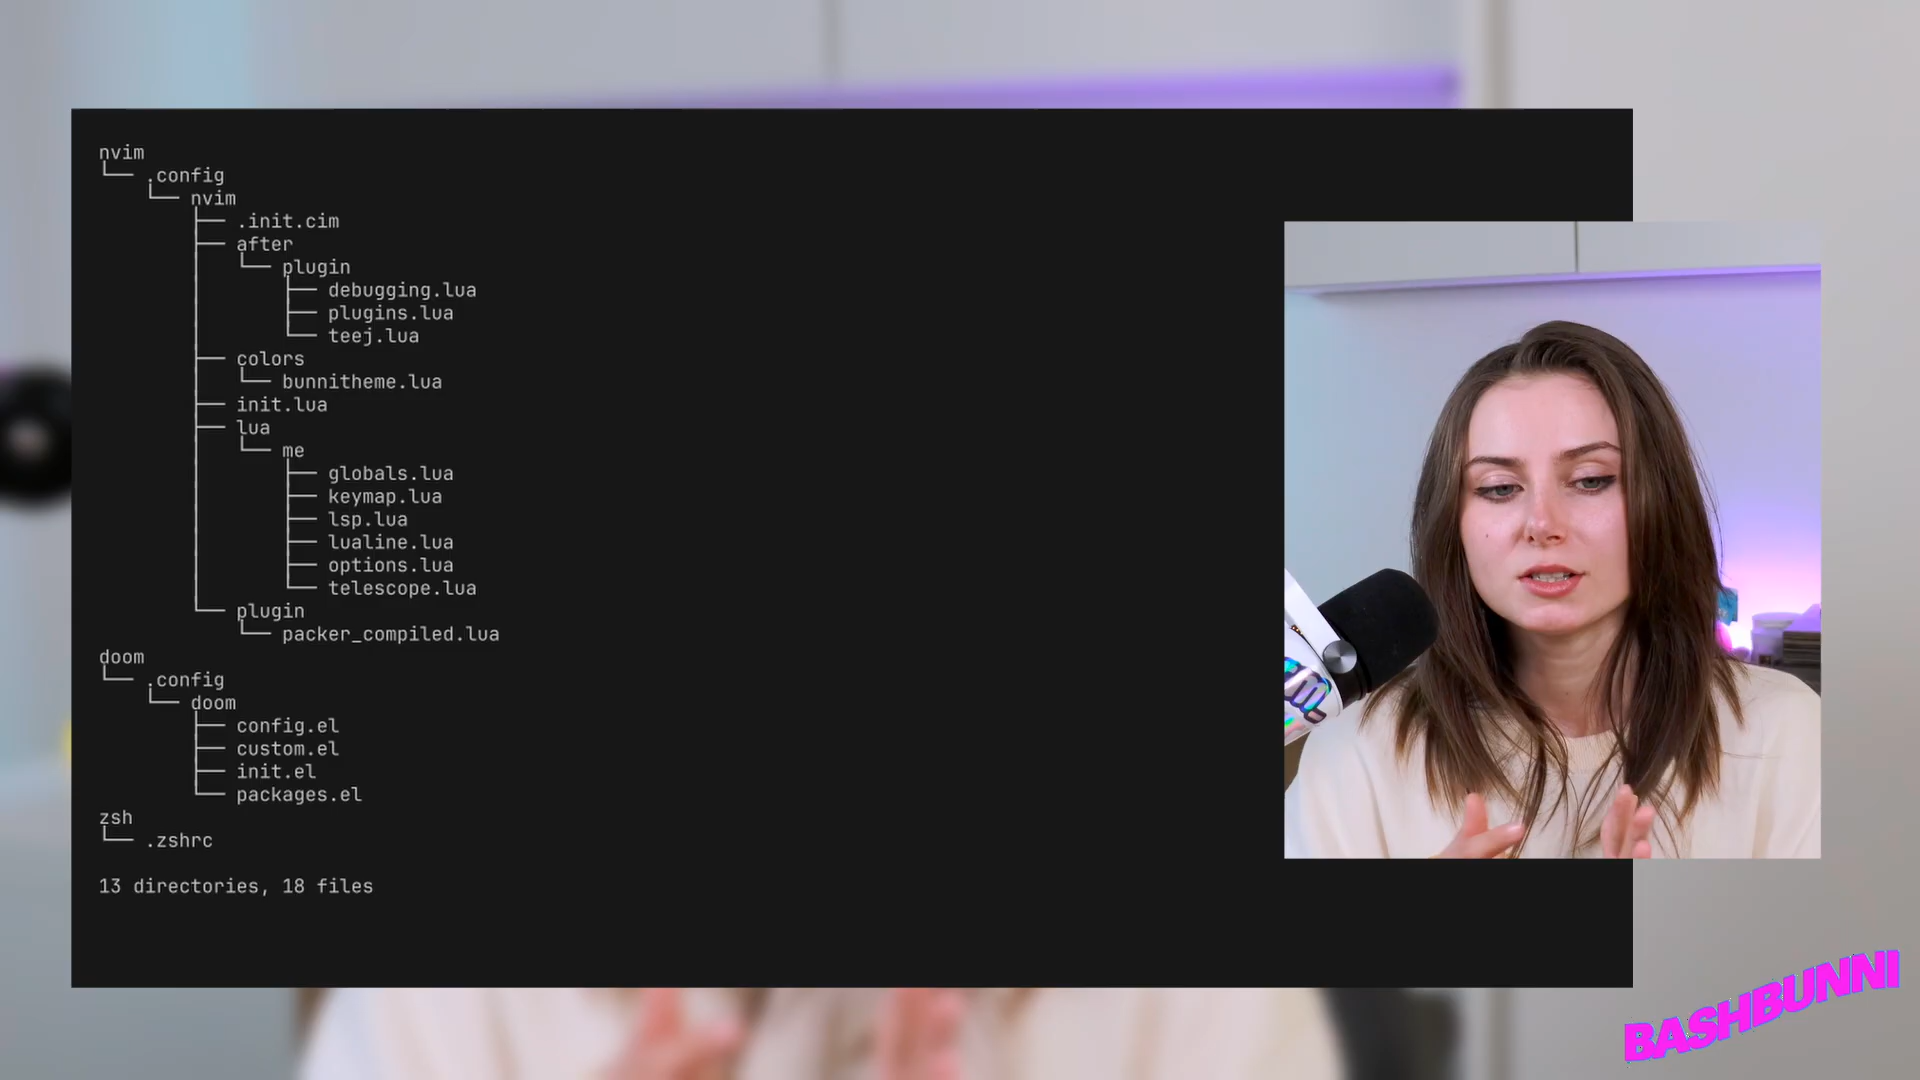 nvim
└── .config
    └── nvim
        ├── .init.cim
        ├── after
        │   └── plugin
        │       ├── debugging.lua
        │       ├── plugins.lua
        │       └── teej.lua
        ├── colors
        │   └── bunnitheme.lua
        ├── init.lua
        ├── lua
        │   └── me
        │       ├── globals.lua
        │       ├── keymap.lua
        │       ├── lsp.lua
        │       ├── lualine.lua
        │       ├── options.lua
        │       └── telescope.lua
        └── plugin
            └── packer_compiled.lua
doom
└── .config
    └── doom
        ├── config.el
        ├── custom.el
        ├── init.el
        └── packages.el
zsh
└── .zshrc
13 directories, 18 files
BASHBUNNI